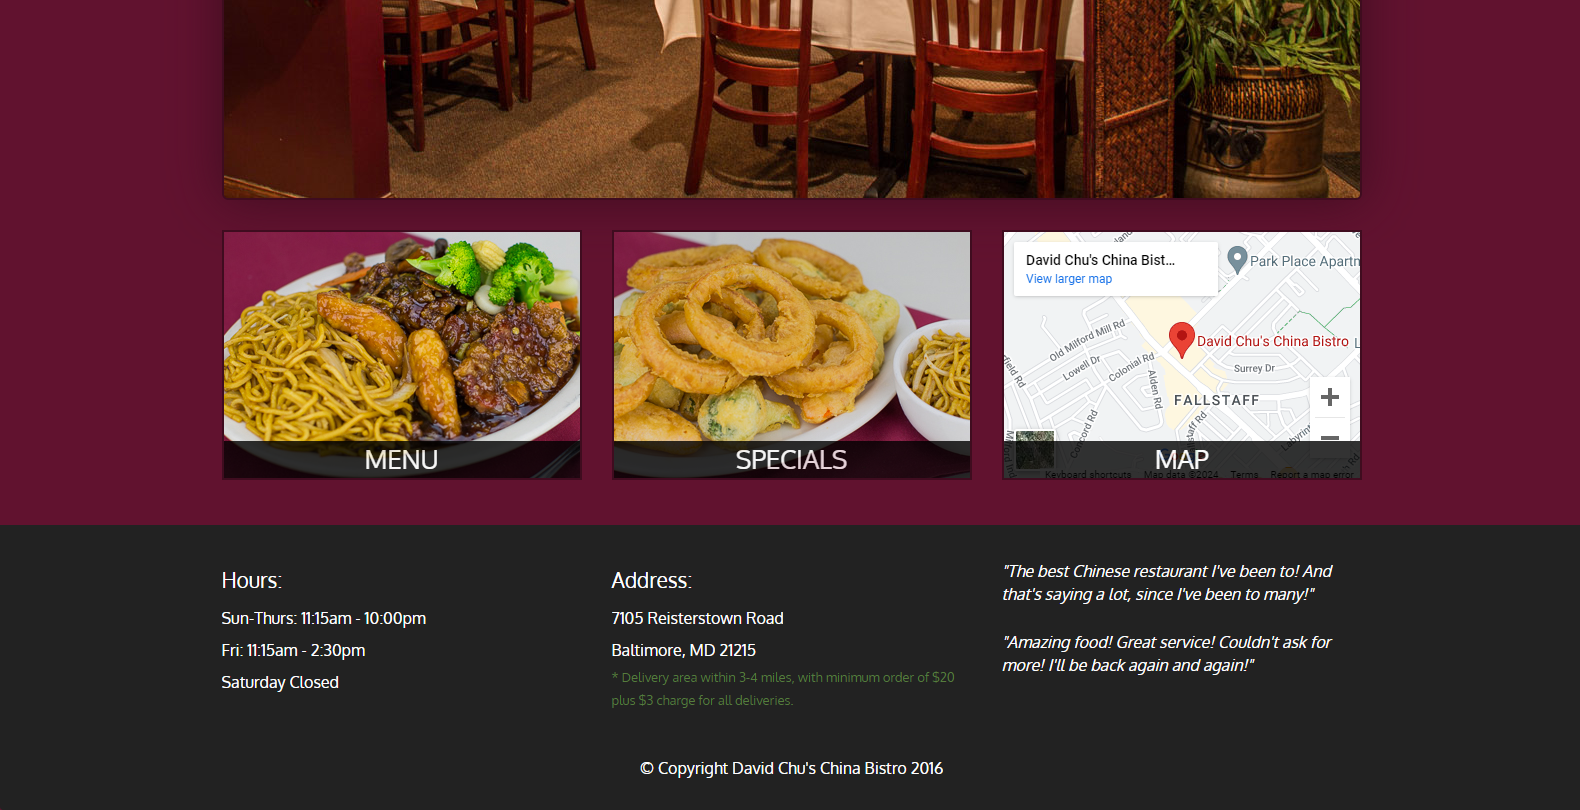 David Chu's China Bist...
View larger map
Park Place Apartn
David Chu's China Bistro
Old Milford Mill Rd
Lowell Dr
Colonial Rd
Alden Rd
Surrey Dr
FALLSTAFF
field Rd
Concord Rd
staff Rd
Labyrint
MENU
SPECIALS
MAP
Keyboard shortcuts Map data ©2024 Terms Report a map error
Hours:
Sun-Thurs: 11:15am - 10:00pm
Fri: 11:15am - 2:30pm
Saturday Closed
Address:
7105 Reisterstown Road
Baltimore, MD 21215
* Delivery area within 3-4 miles, with minimum order of $20
plus $3 charge for all deliveries.
"The best Chinese restaurant I've been to! And
that's saying a lot, since I've been to many!"
"Amazing food! Great service! Couldn't ask for
more! I'll be back again and again!"
© Copyright David Chu's China Bistro 2016